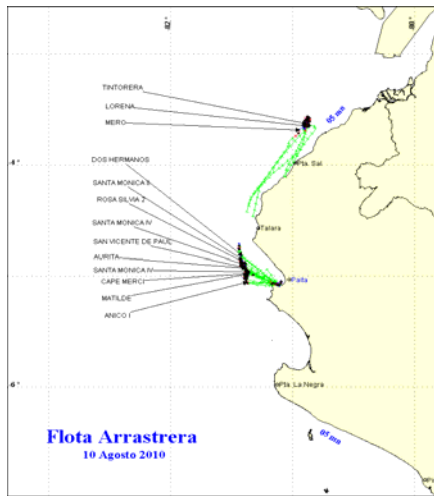 82
80
TINTORERA
LORENA
MERO
05 mn
4
Pta. Sal
DOS HERMANOS
SANTA MONICA II
ROSA SILVIA 2
SANTA MONICA IV
Talara
SAN VICENTE DE PAUL
AURITA
SANTA MONICA IV
CAPE MERCI
Paita
MATILDE
ANICO I
6
Pta. La Negra
Flota Arrastrera
05 mn
10 Agosto 2010